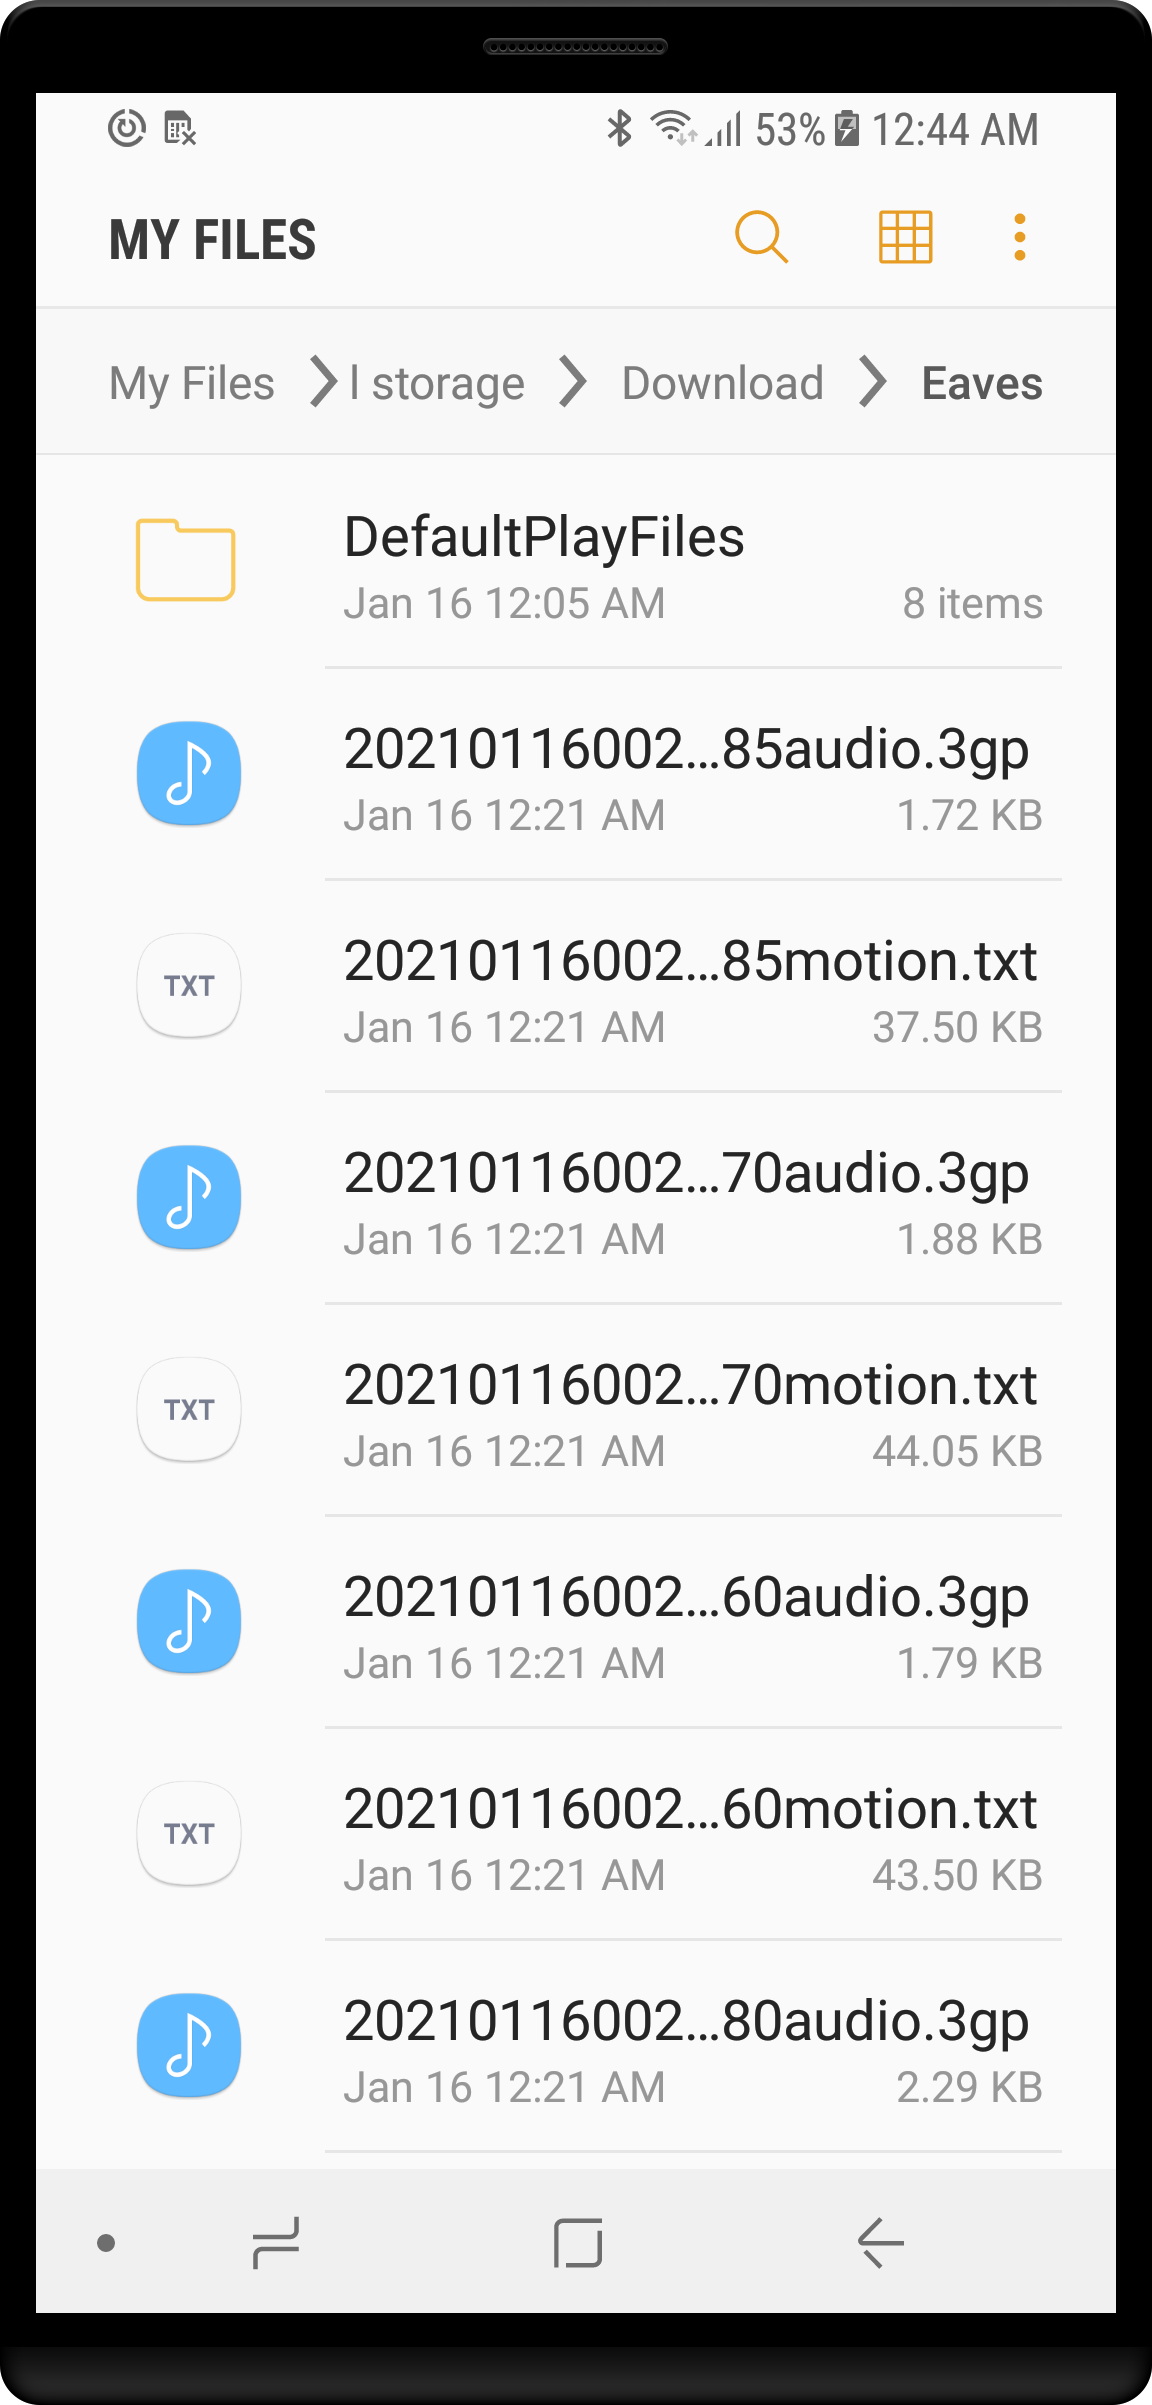 53% 12:44 AM
MY FILES
My Files l storage Download Eaves
DefaultPlayFiles
Jan 16 12:05 AM 8 items
20210116002...85audio.3gp
Jan 16 12:21 AM 1.72 KB
TXT 20210116002...85motion.txt
Jan 16 12:21 AM 37.50 KB
20210116002...70audio.3gp
Jan 16 12:21 AM 1.88 KB
TXT 20210116002...70motion.txt
Jan 16 12:21 AM 44.05 KB
20210116002...60audio.3gp
Jan 16 12:21 AM 1.79 KB
TXT 20210116002...60motion.txt
Jan 16 12:21 AM 43.50 KB
20210116002...80audio.3gp
Jan 16 12:21 AM 2.29 KB